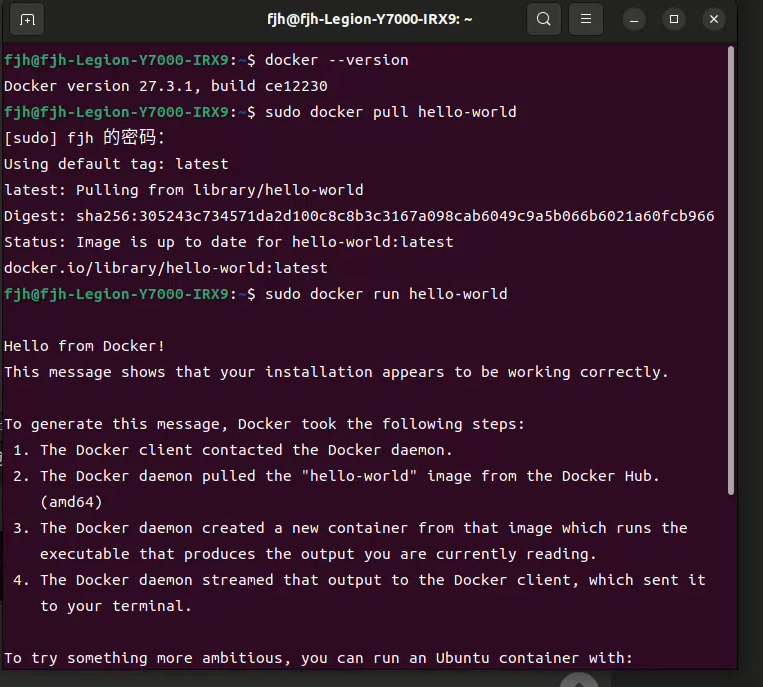 fjh@fjh-Legion-Y7000-IRX9: ~
fjh@fjh-Legion-Y7000-IRX9:~$ docker --version
Docker version 27.3.1, build ce12230
fjh@fjh-Legion-Y7000-IRX9:~$ sudo docker pull hello-world
[sudo] fjh 的密码：
Using default tag: latest
latest: Pulling from library/hello-world
Digest: sha256:305243c734571da2d100c8c8b3c3167a098cab6049c9a5b066b6021a60fcb966
Status: Image is up to date for hello-world:latest
docker.io/library/hello-world:latest
fjh@fjh-Legion-Y7000-IRX9:~$ sudo docker run hello-world
Hello from Docker!
This message shows that your installation appears to be working correctly.
To generate this message, Docker took the following steps:
1. The Docker client contacted the Docker daemon.
2. The Docker daemon pulled the "hello-world" image from the Docker Hub.
(amd64)
3. The Docker daemon created a new container from that image which runs the
executable that produces the output you are currently reading.
4. The Docker daemon streamed that output to the Docker client, which sent it
to your terminal.
To try something more ambitious, you can run an Ubuntu container with: